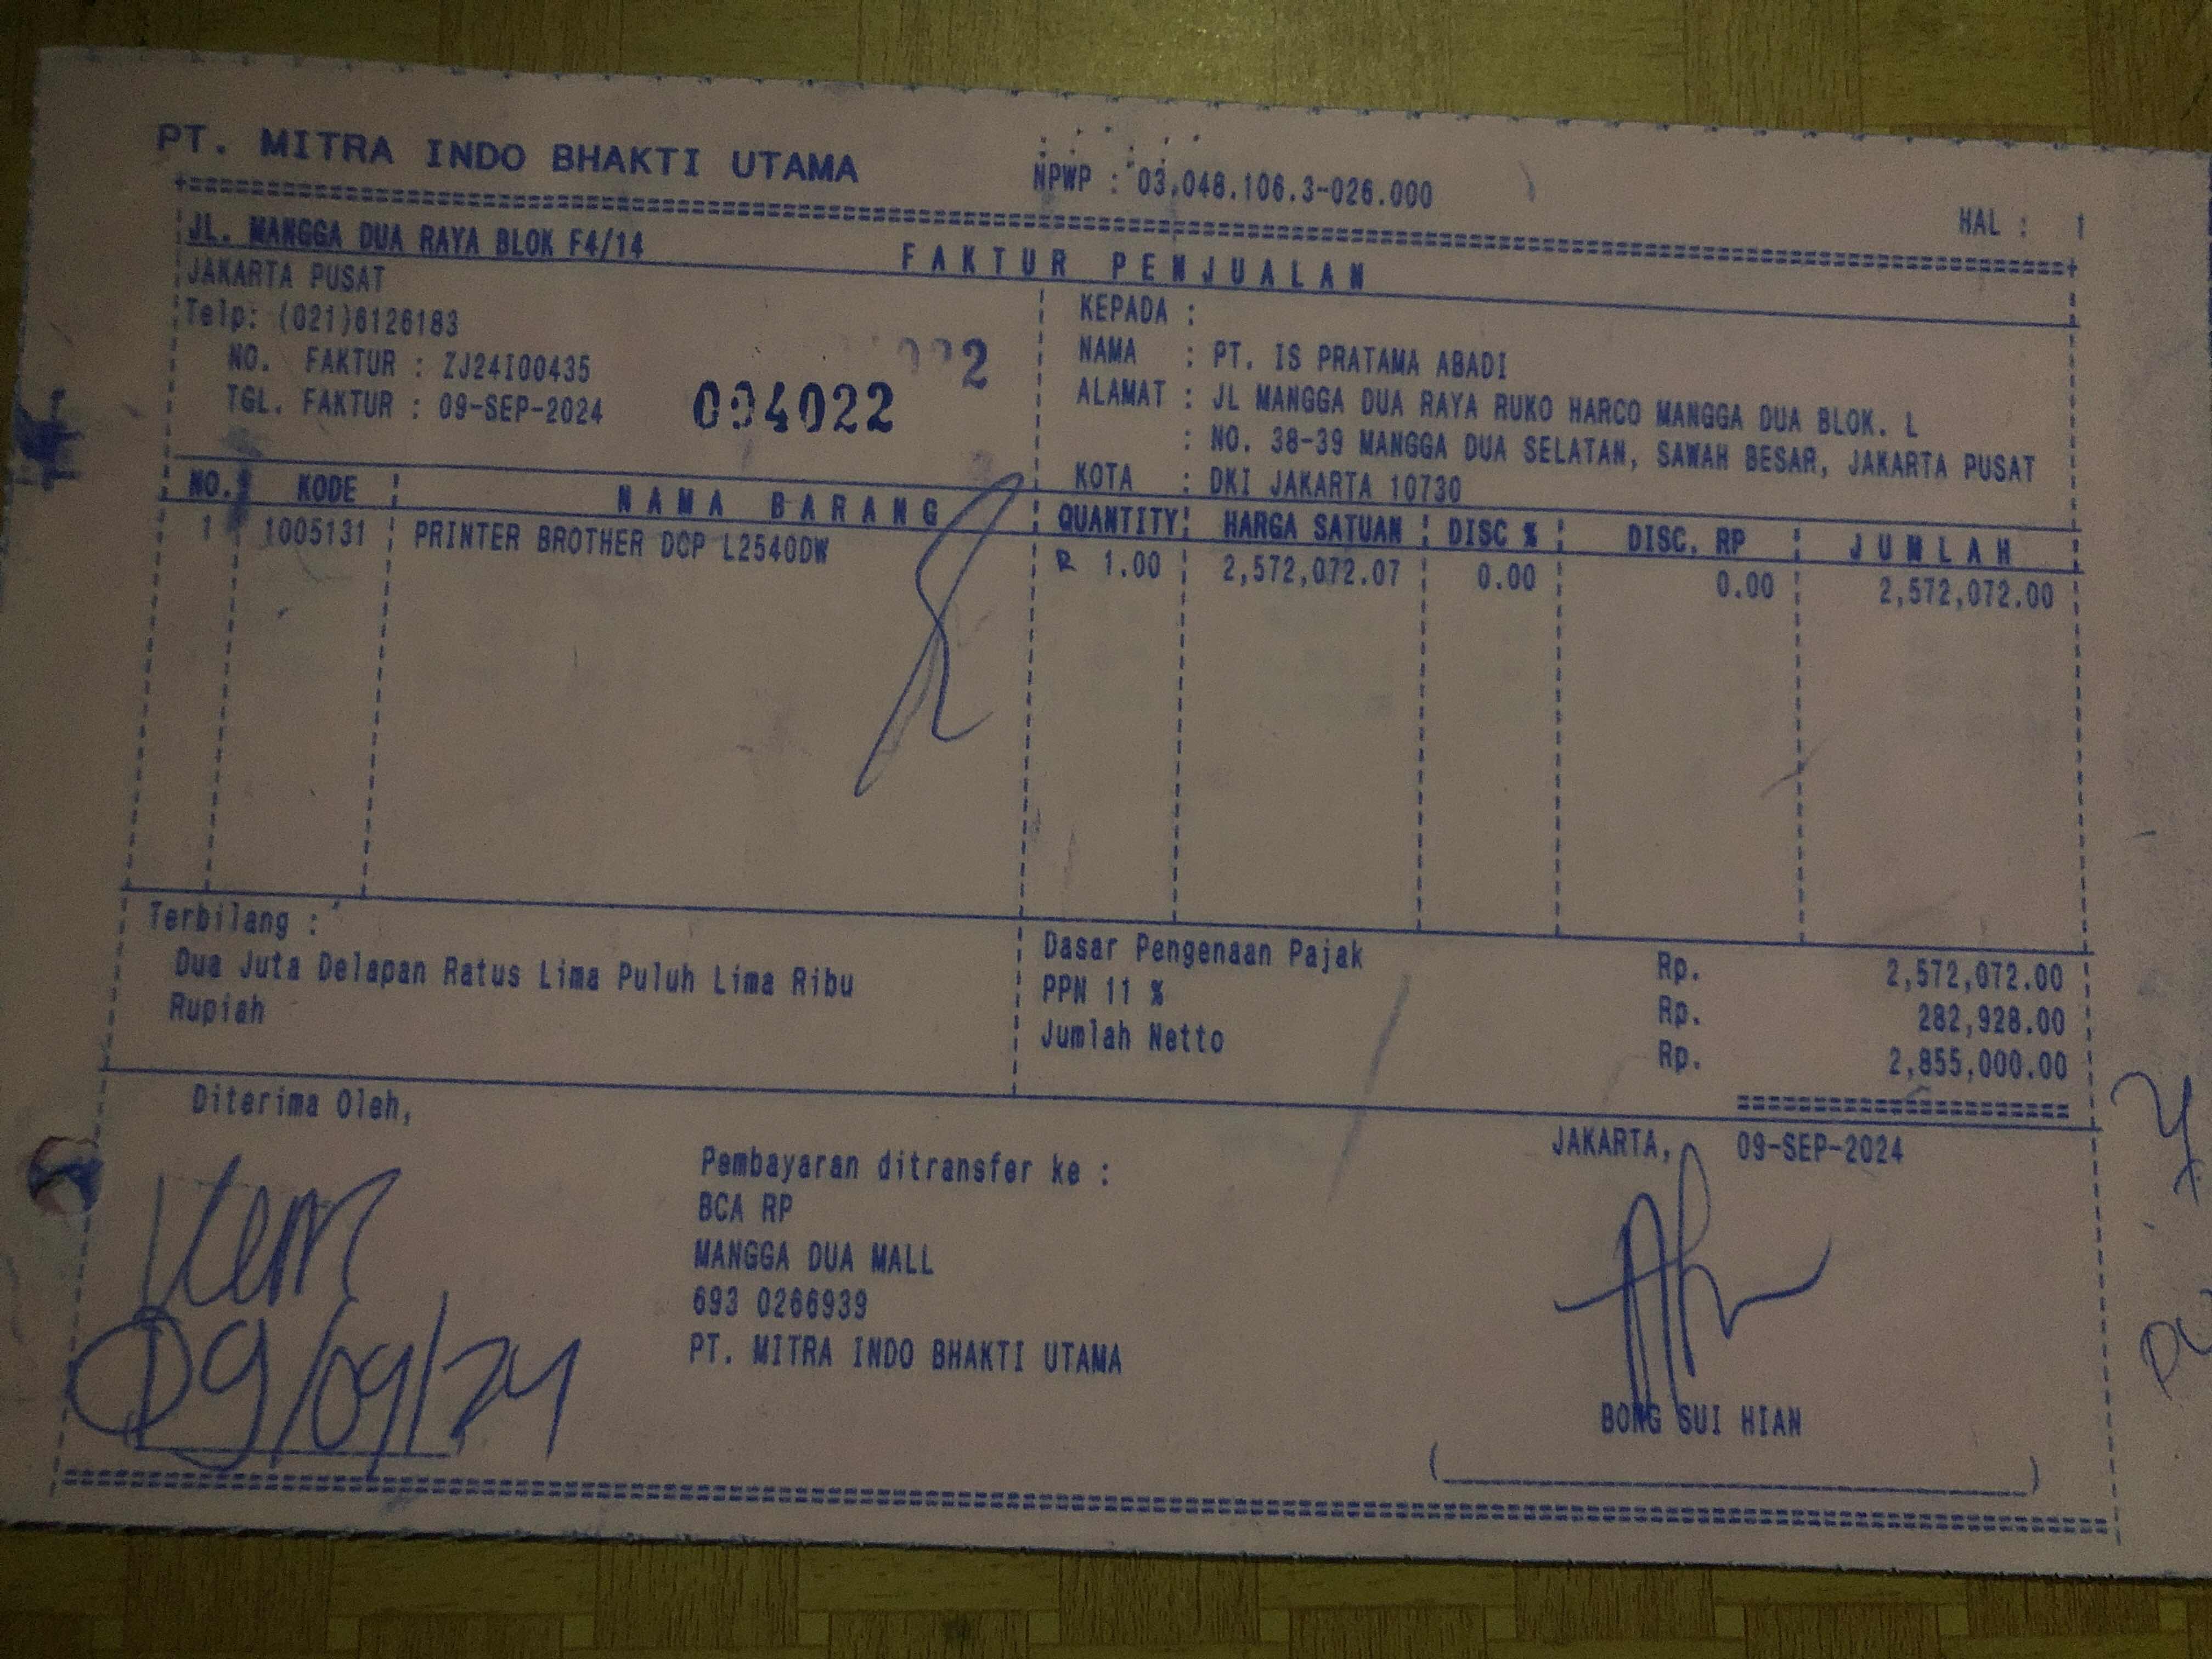 PT. MITRA INDO BHAKTI UTAMA
NPWP : 03.048.106.3-026.000
HAL : 1
JL. MANGGA DUA RAYA BLOK F4/14
FAKTUR PENJUALAN
JAKARTA PUSAT
Telp: (021)6126183
NO. FAKTUR : ZJ24I00435
TGL. FAKTUR : 09-SEP-2024
004022
KEPADA :
NAMA : PT. IS PRATAMA ABADI
ALAMAT : JL MANGGA DUA RAYA RUKO HARCO MANGGA DUA BLOK. L
: NO. 38-39 MANGGA DUA SELATAN, SAWAH BESAR, JAKARTA PUSAT
KOTA : DKI JAKARTA 10730
NO. KODE NAMA BARANG QUANTITY HARGA SATUAN DISC % DISC. RP JUMLAH
1 1005131 PRINTER BROTHER DCP L2540DW R 1.00 2,572,072.07 0.00 0.00 2,572,072.00
Terbilang :
Dua Juta Delapan Ratus Lima Puluh Lima Ribu
Rupiah
Dasar Pengenaan Pajak Rp. 2,572,072.00
PPN 11 % Rp. 282,928.00
Jumlah Netto Rp. 2,855,000.00
Diterima Oleh,
09/09/24
Pembayaran ditransfer ke :
BCA RP
MANGGA DUA MALL
693 0266939
PT. MITRA INDO BHAKTI UTAMA
JAKARTA, 09-SEP-2024
BONG SUI HIAN